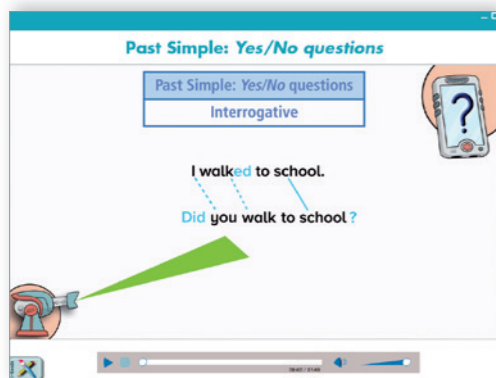 Past Simple: Yes/No questions
Past Simple: Yes/No questions
Interrogative
?
I walked to school.
Did you walk to school?